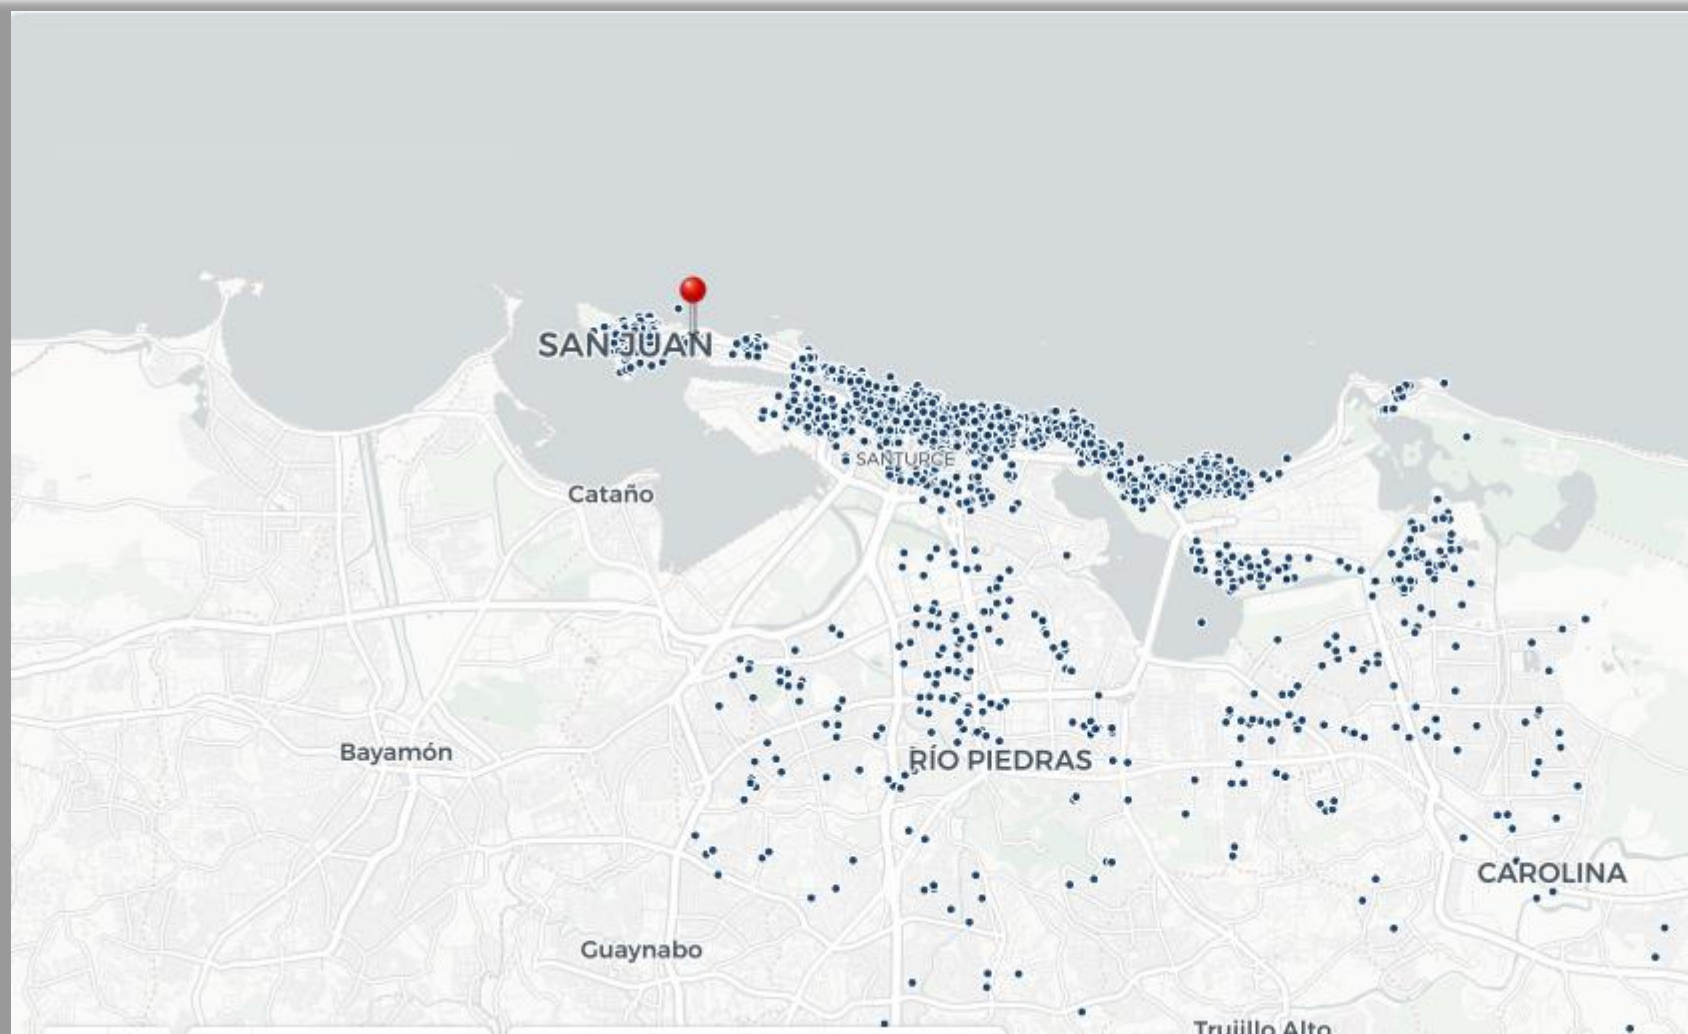 SAN JUAN
SANTURCE
Cataño
Bayamón
RÍO PIEDRAS
CAROLINA
Guaynabo
Trujillo Alto